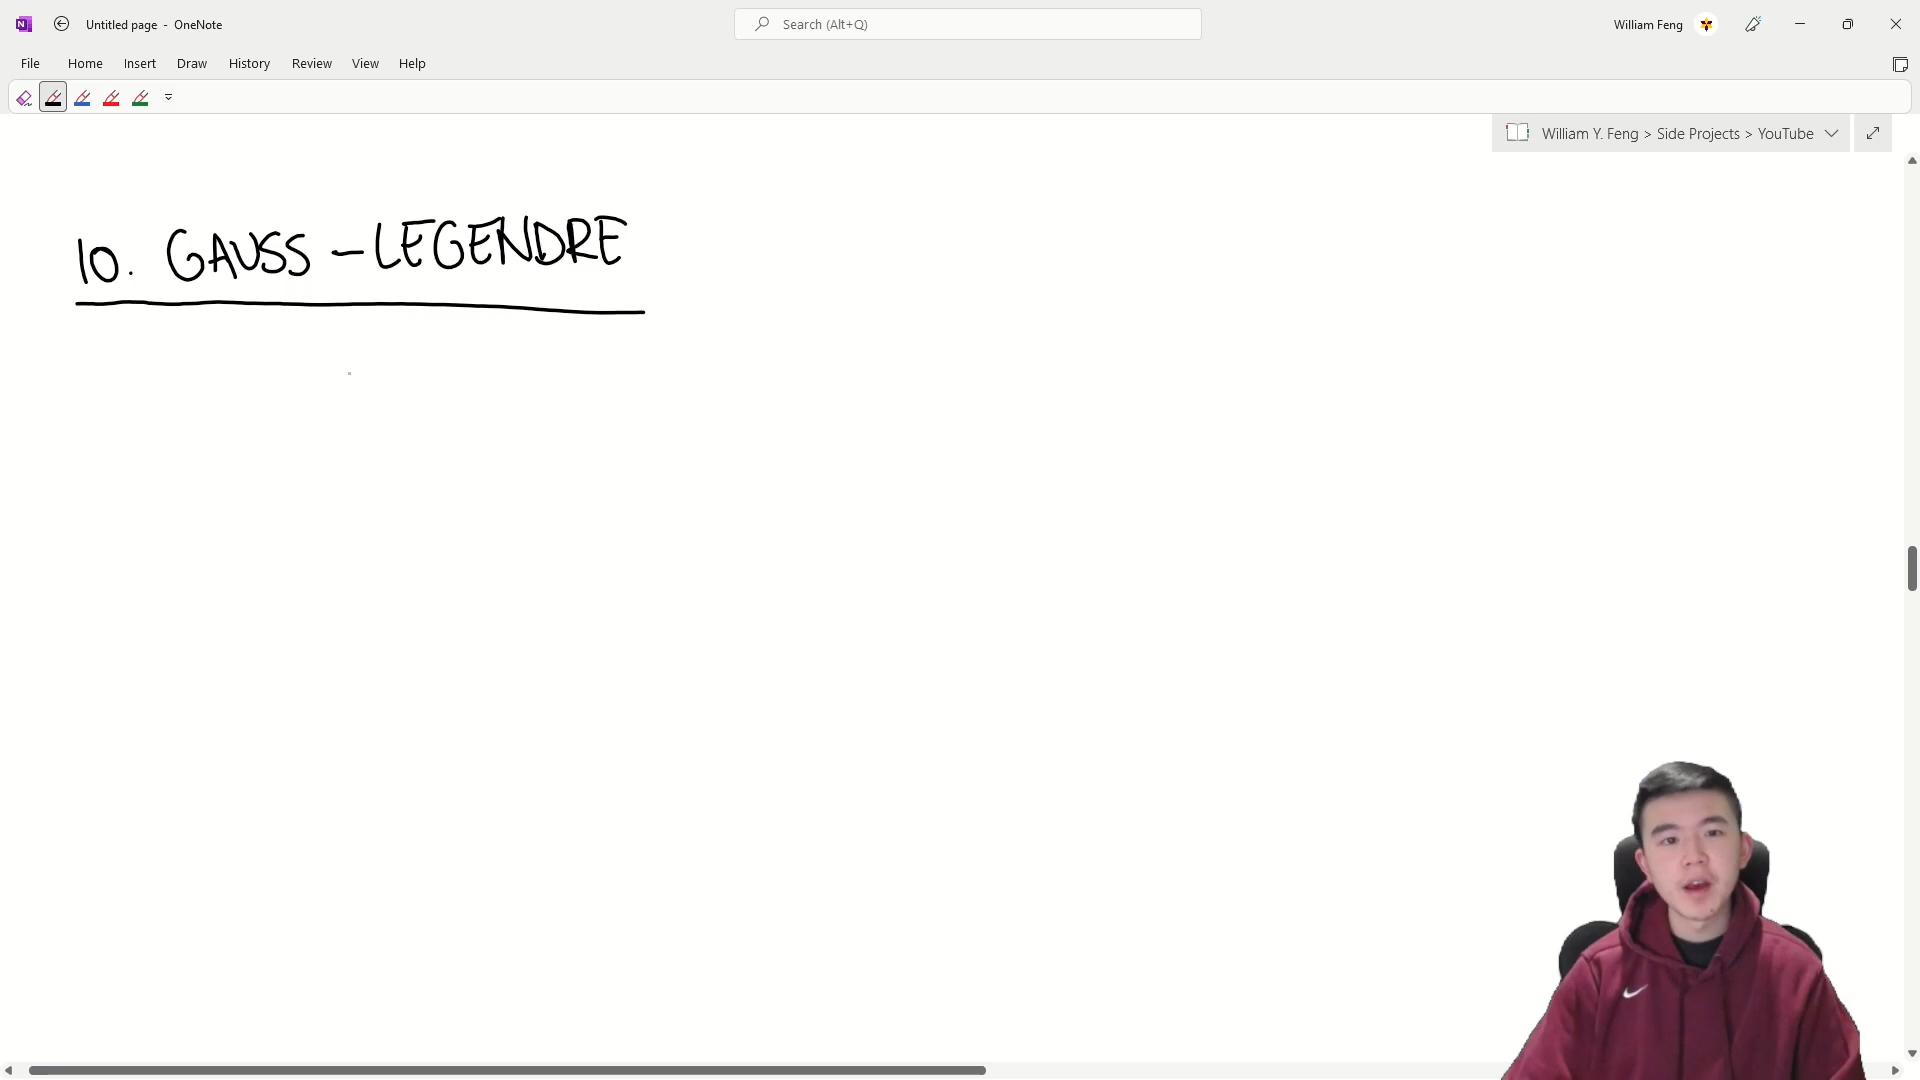 Untitled page - OneNote
Search (Alt+Q)
William Feng
File Home Insert Draw History Review View Help
William Y. Feng > Side Projects > YouTube
10. GAUSS - LEGENDRE